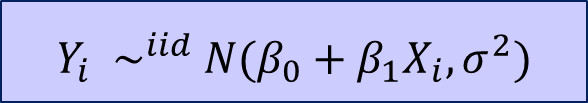 Yᵢ ~ⁱⁱᵈ N(β₀ + β₁Xᵢ, σ²)